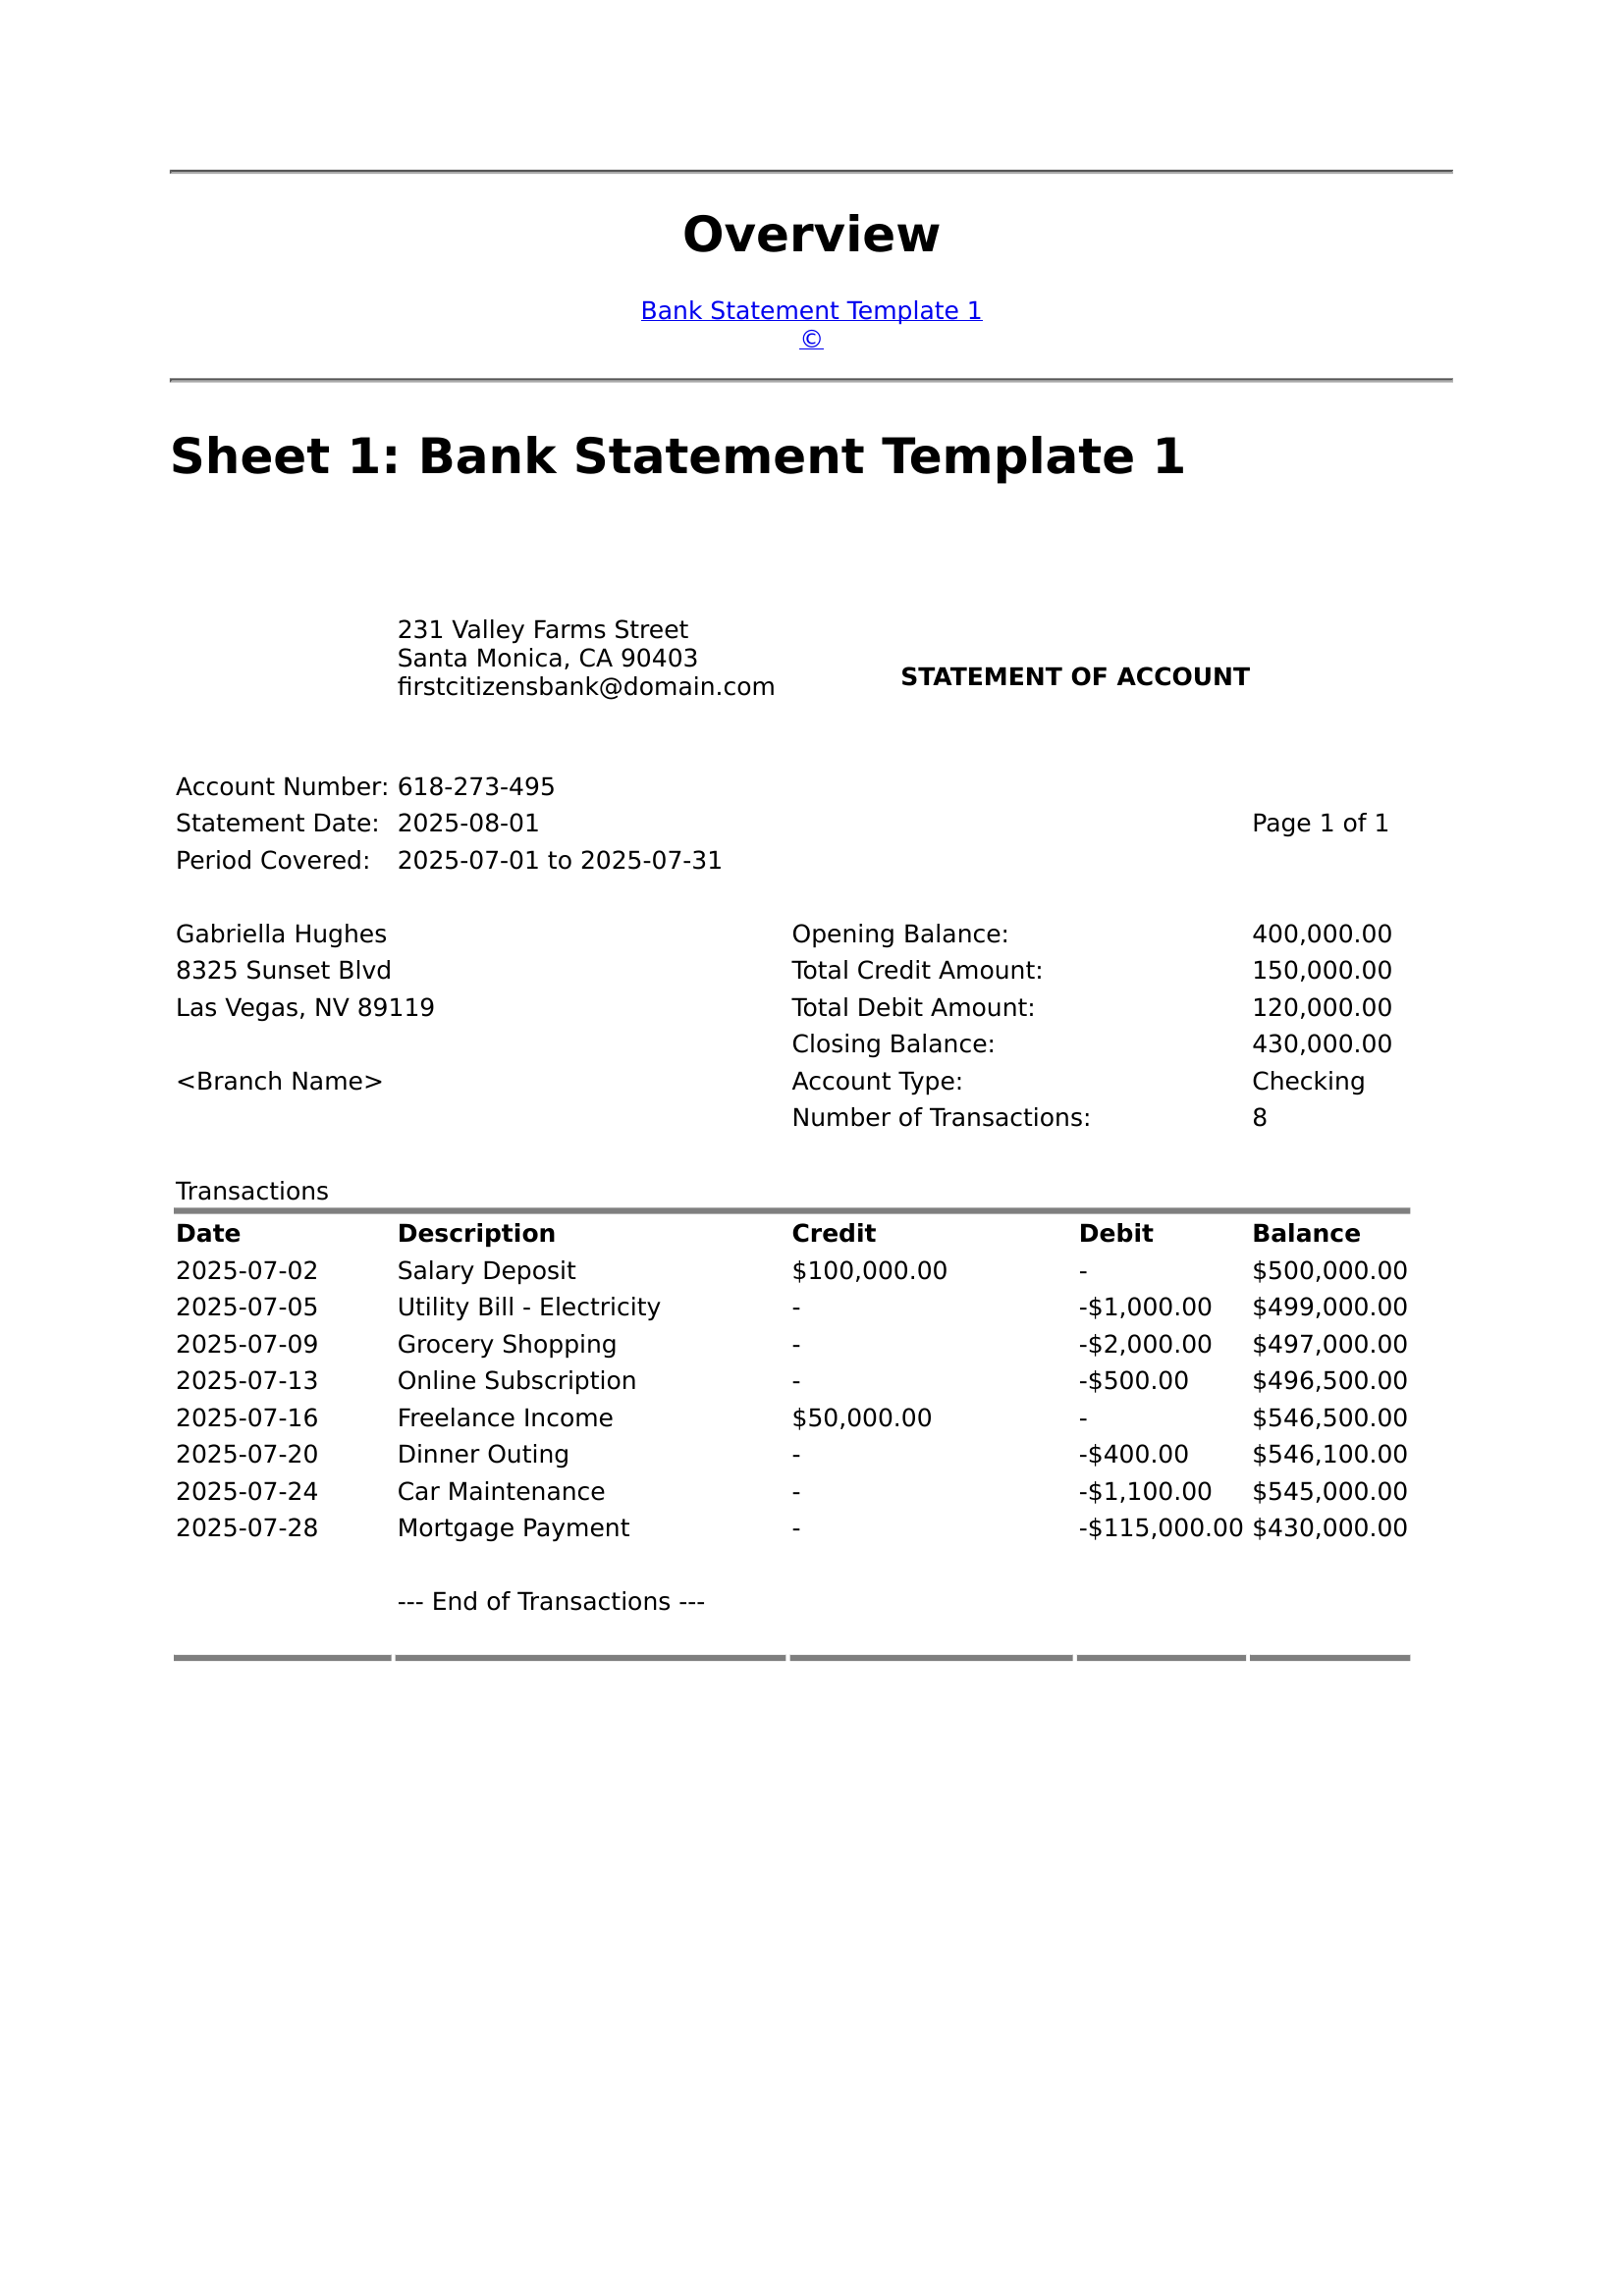 Overview
Bank Statement Template 1
©
Sheet 1: Bank Statement Template 1
231 Valley Farms Street
Santa Monica, CA 90403
firstcitizensbank@domain.com
STATEMENT OF ACCOUNT
Account Number: 618-273-495
Statement Date: 2025-08-01 Page 1 of 1
Period Covered: 2025-07-01 to 2025-07-31
Gabriella Hughes Opening Balance: 400,000.00
8325 Sunset Blvd Total Credit Amount: 150,000.00
Las Vegas, NV 89119 Total Debit Amount: 120,000.00
Closing Balance: 430,000.00
<Branch Name> Account Type: Checking
Number of Transactions: 8
Transactions
Date Description Credit Debit Balance
2025-07-02 Salary Deposit $100,000.00 - $500,000.00
2025-07-05 Utility Bill - Electricity - -$1,000.00 $499,000.00
2025-07-09 Grocery Shopping - -$2,000.00 $497,000.00
2025-07-13 Online Subscription - -$500.00 $496,500.00
2025-07-16 Freelance Income $50,000.00 - $546,500.00
2025-07-20 Dinner Outing - -$400.00 $546,100.00
2025-07-24 Car Maintenance - -$1,100.00 $545,000.00
2025-07-28 Mortgage Payment - -$115,000.00 $430,000.00
--- End of Transactions ---